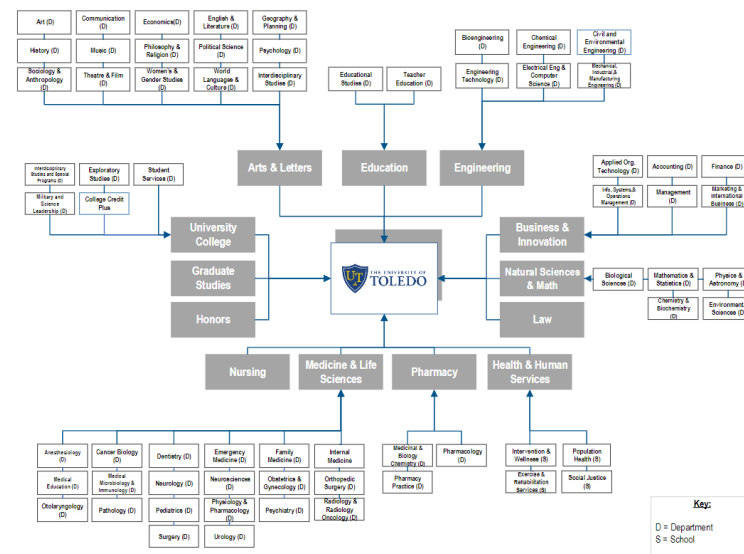 Art (D)
Communication
(D)
Economics(D)
English &
Literature (D)
Geography &
Planning (D)
History (D)
Music (D)
Philosophy &
Religion (D)
Political Science
(D)
Psychology (D)
Sociology &
Anthropology
(D)
Theatre & Film
(D)
Women's &
Gender Studies
(D)
World
Languages &
Culture (D)
Interdisciplinary
Studies (D)
Educational
Studies (D)
Teacher
Education (D)
Bioengineering
(D)
Chemical
Engineering (D)
Civil and
Environmental
Engineering (D)
Engineering
Technology (D)
Electrical Eng &
Computer
Science (D)
Mechanical,
Industrial,&
Manufacturing
Engineering (D)
Arts & Letters
Education
Engineering
Interdisciplinary
Studies and Special
Programs (D)
Exploratory
Studies (D)
Student
Services (D)
Military and
Science
Leadership (D)
College Credit
Plus
Applied Org.
Technology (D)
Accounting (D)
Finance (D)
Info, Systems,&
Operations
Management (D)
Management
(D)
Marketing &
International
Business (D)
University
College
Graduate
Studies
Honors
UT
THE UNIVERSITY OF
TOLEDO
Business &
Innovation
Natural Sciences
& Math
Law
Biological
Sciences (D)
Mathematics &
Statistics (D)
Physics &
Astronomy (
Chemistry &
Biochemistry
(D)
Environment
Sciences (D)
Nursing
Medicine & Life
Sciences
Pharmacy
Health & Human
Services
Anesthesiology
(D)
Cancer Biology
(D)
Dentistry (D)
Emergency
Medicine (D)
Family
Medicine (D)
Internal
Medicine
Medical
Education (D)
Medical
Microbiology &
Immunology (D)
Neurology (D)
Neurosciences
(D)
Obstetrics &
Gynecology (D)
Orthopedic
Surgery (D)
Otolaryngology
(D)
Pathology (D)
Pediatrics (D)
Physiology &
Pharmacology
(D)
Psychiatry (D)
Radiology &
Radiology
Oncology (D)
Surgery (D)
Urology (D)
Medicinal &
Biology
Chemistry (D)
Pharmacology
(D)
Pharmacy
Practice (D)
Intervention &
Wellness (S)
Population
Health (S)
Exercise &
Rehabilitation
Services (S)
Social Justice
(S)
Key:
D = Department
S = School